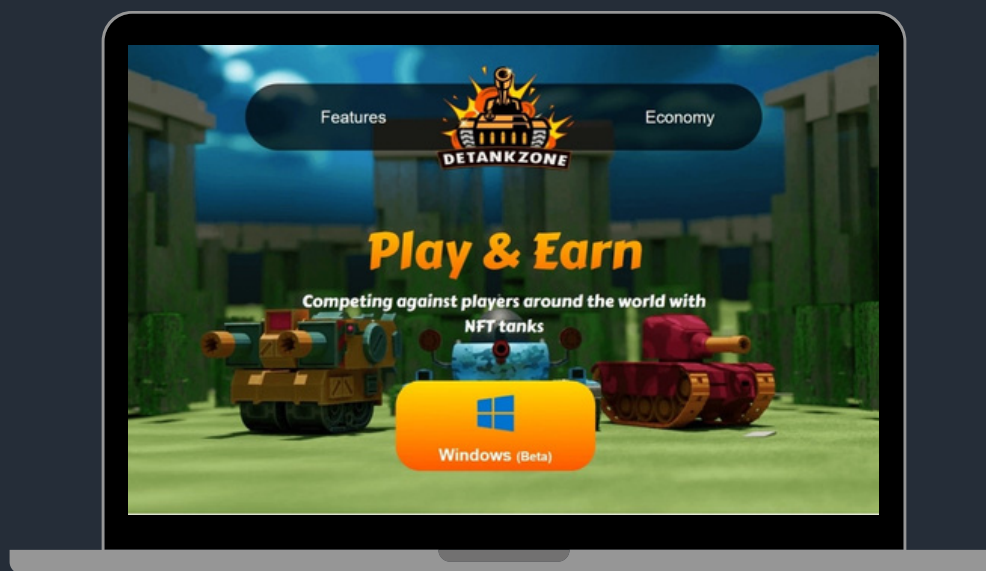 Features
Economy
DETANKZONE
Play & Earn
Competing against players around the world with
NFT tanks
Windows (Beta)